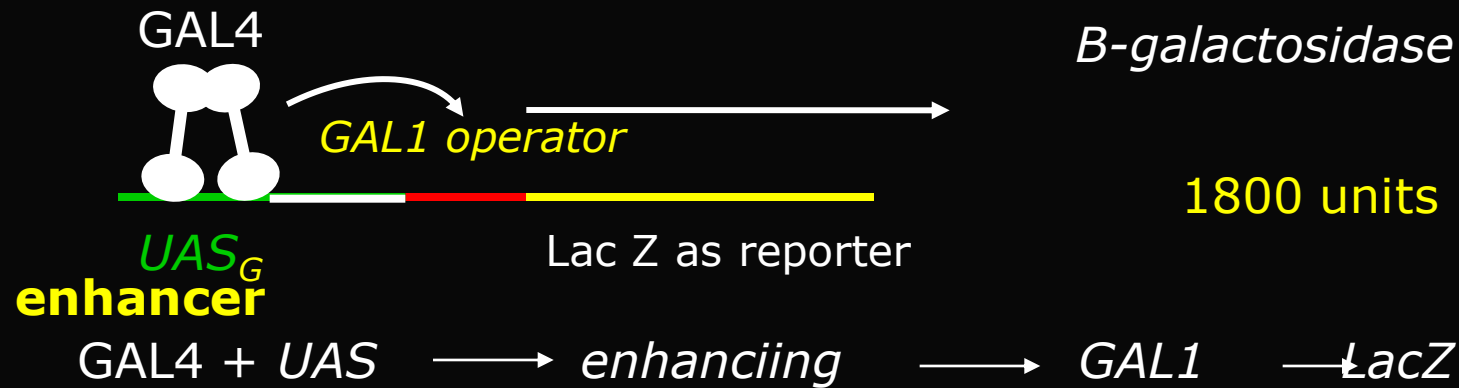 GAL4
B-galactosidase
GAL1 operator
1800 units
UASG
Lac Z as reporter
enhancer
GAL4 + UAS → enhanciing → GAL1 → LacZ